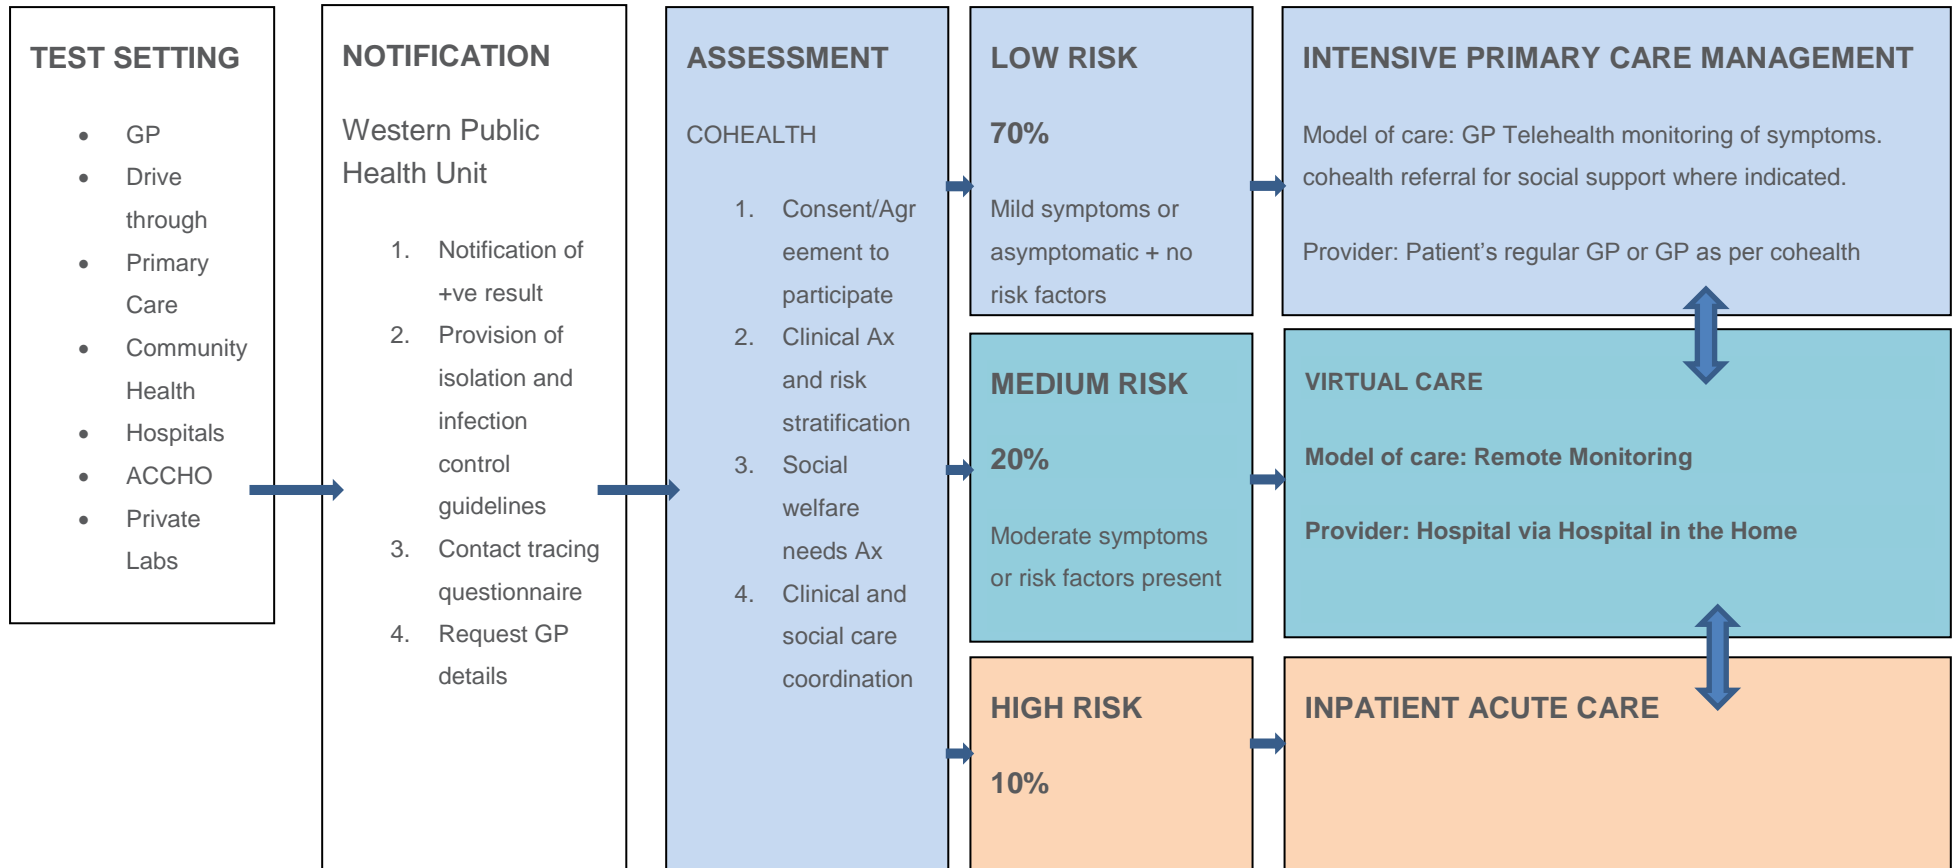 TEST SETTING
• GP
• Drive
through
• Primary
Care
• Community
Health
• Hospitals
• ACCHO
• Private
Labs
NOTIFICATION
Western Public
Health Unit
1. Notification of
+ve result
2. Provision of
isolation and
infection
control
guidelines
3. Contact tracing
questionnaire
4. Request GP
details
ASSESSMENT
COHEALTH
1. Consent/Agr
eement to
participate
2. Clinical Ax
and risk
stratification
3. Social
welfare
needs Ax
4. Clinical and
social care
coordination
LOW RISK
70%
Mild symptoms or
asymptomatic + no
risk factors
INTENSIVE PRIMARY CARE MANAGEMENT
Model of care: GP Telehealth monitoring of symptoms.
cohealth referral for social support where indicated.
Provider: Patient’s regular GP or GP as per cohealth
MEDIUM RISK
20%
Moderate symptoms
or risk factors present
VIRTUAL CARE
Model of care: Remote Monitoring
Provider: Hospital via Hospital in the Home
HIGH RISK
10%
INPATIENT ACUTE CARE